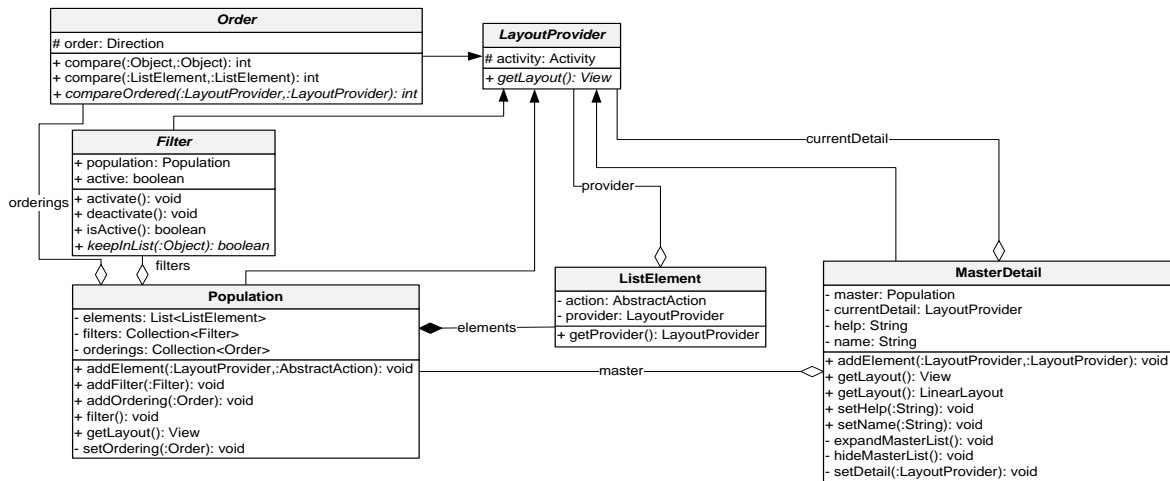 Order
# order: Direction
+ compare(:Object,:Object): int
+ compare(:ListElement,:ListElement): int
+ compareOrdered(:LayoutProvider,:LayoutProvider): int
LayoutProvider
# activity: Activity
+ getLayout(): View
Filter
+ population: Population
+ active: boolean
+ activate(): void
+ deactivate(): void
+ isActive(): boolean
+ keepInList(:Object): boolean
orderings
filters
provider
currentDetail
Population
- elements: List<ListElement>
- filters: Collection<Filter>
- orderings: Collection<Order>
+ addElement(:LayoutProvider,:AbstractAction): void
+ addFilter(:Filter): void
+ addOrdering(:Order): void
+ filter(): void
+ getLayout(): View
- setOrdering(:Order): void
elements
master
ListElement
- action: AbstractAction
- provider: LayoutProvider
+ getProvider(): LayoutProvider
MasterDetail
- master: Population
- currentDetail: LayoutProvider
- help: String
- name: String
+ addElement(:LayoutProvider,:LayoutProvider): void
+ getLayout(): View
+ getLayout(): LinearLayout
+ setHelp(:String): void
+ setName(:String): void
- expandMasterList(): void
- hideMasterList(): void
- setDetail(:LayoutProvider): void